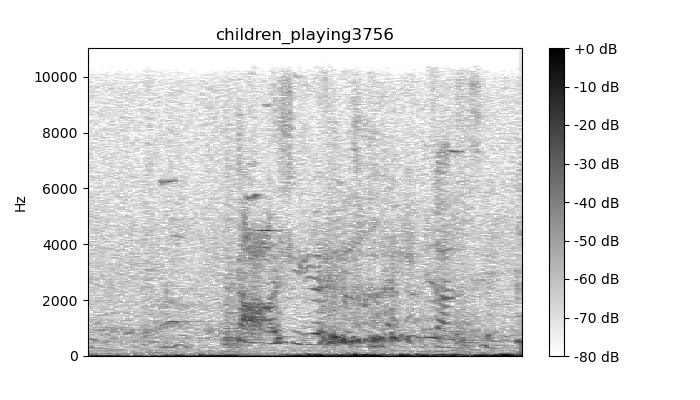 children_playing3756
Hz
10000
8000
6000
4000
2000
0
+0 dB
-10 dB
-20 dB
-30 dB
-40 dB
-50 dB
-60 dB
-70 dB
-80 dB